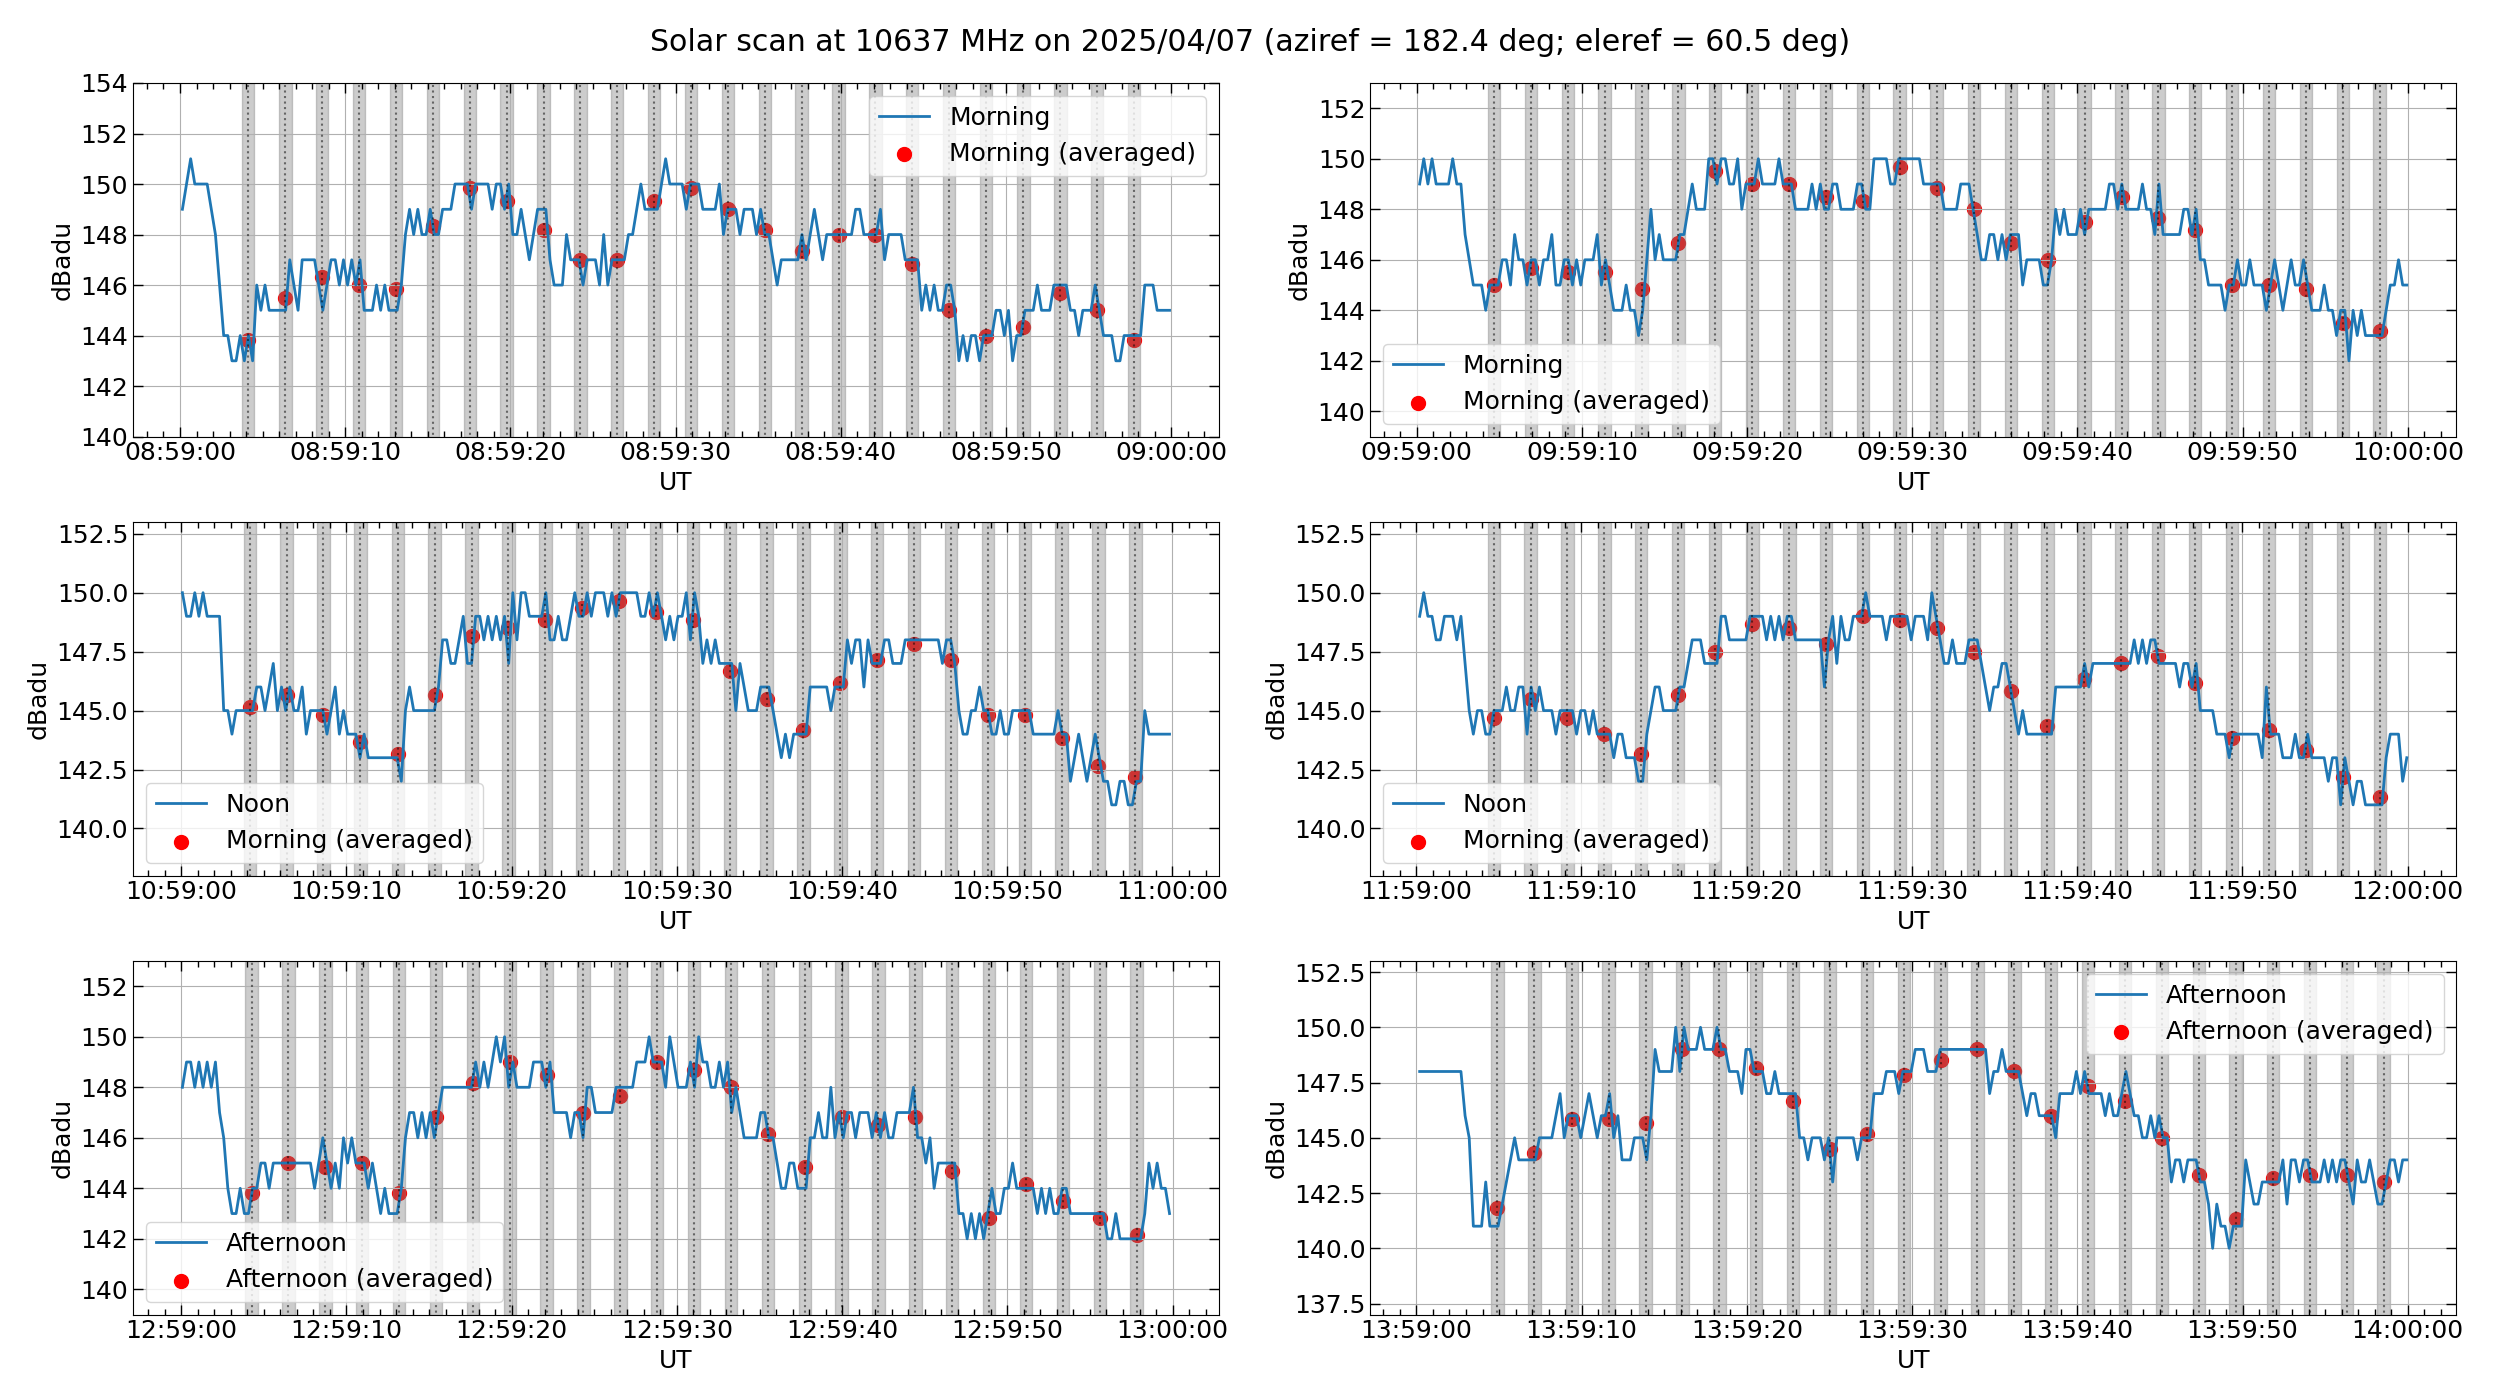 Solar scan at 10637 MHz on 2025/04/07 (aziref = 182.4 deg; eleref = 60.5 deg)
154
152
150
148
146
144
142
140
dBadu
Morning
Morning (averaged)
08:59:00 08:59:10 08:59:20 08:59:30 08:59:40 08:59:50 09:00:00
UT
152
150
148
146
144
142
140
dBadu
Morning
Morning (averaged)
09:59:00 09:59:10 09:59:20 09:59:30 09:59:40 09:59:50 10:00:00
UT
152.5
150.0
147.5
145.0
142.5
140.0
dBadu
Noon
Morning (averaged)
10:59:00 10:59:10 10:59:20 10:59:30 10:59:40 10:59:50 11:00:00
UT
152.5
150.0
147.5
145.0
142.5
140.0
dBadu
Noon
Morning (averaged)
11:59:00 11:59:10 11:59:20 11:59:30 11:59:40 11:59:50 12:00:00
UT
152
150
148
146
144
142
140
dBadu
Afternoon
Afternoon (averaged)
12:59:00 12:59:10 12:59:20 12:59:30 12:59:40 12:59:50 13:00:00
UT
152.5
150.0
147.5
145.0
142.5
140.0
137.5
dBadu
Afternoon
Afternoon (averaged)
13:59:00 13:59:10 13:59:20 13:59:30 13:59:40 13:59:50 14:00:00
UT